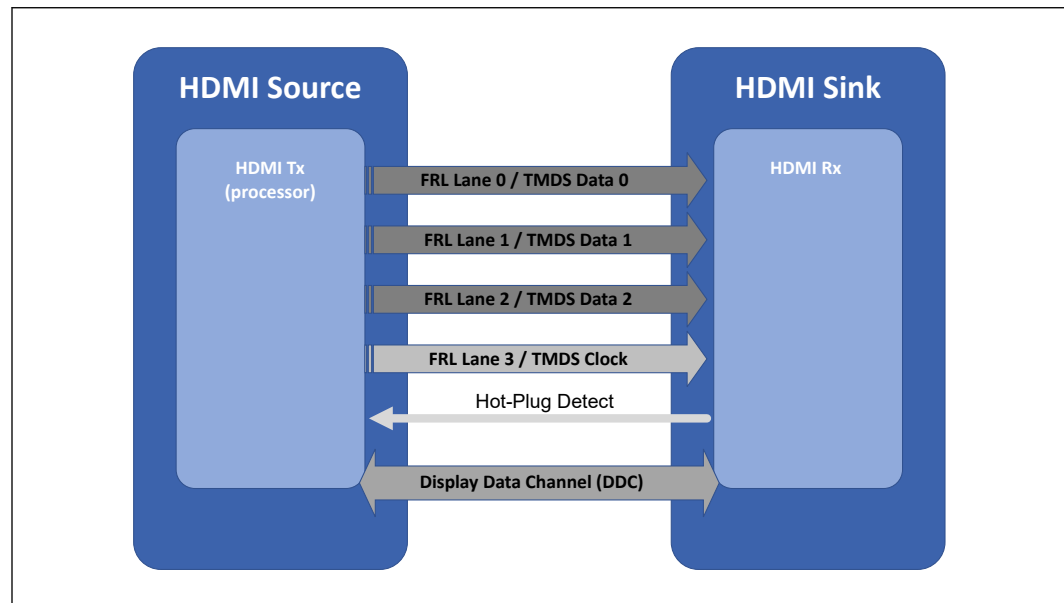 HDMI Source
HDMI Sink
HDMI Tx
(processor)
HDMI Rx
FRL Lane 0 / TMDS Data 0
FRL Lane 1 / TMDS Data 1
FRL Lane 2 / TMDS Data 2
FRL Lane 3 / TMDS Clock
Hot-Plug Detect
Display Data Channel (DDC)